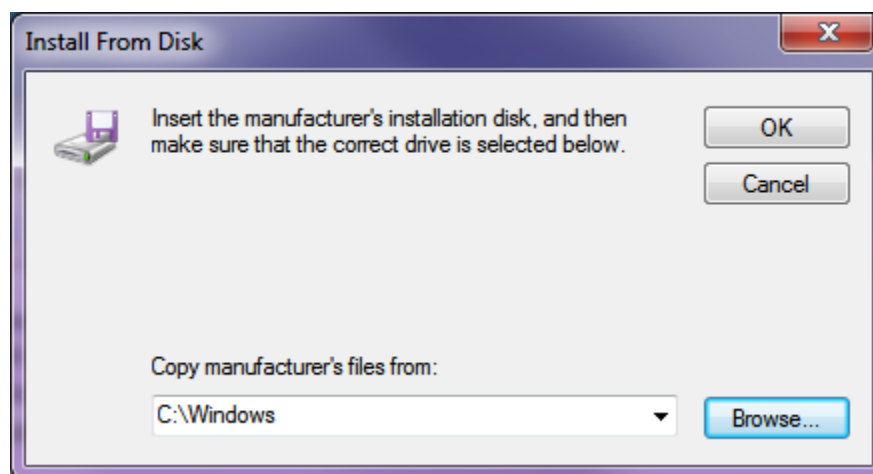 Install From Disk
Insert the manufacturer's installation disk, and then
make sure that the correct drive is selected below.
OK
Cancel
Copy manufacturer's files from:
C:\Windows
Browse...